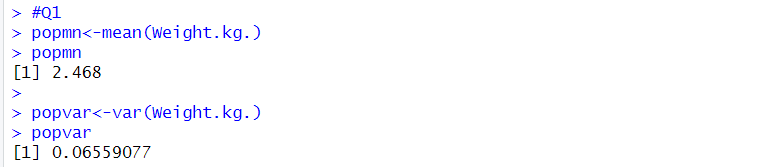 > #Q1
> popmn<-mean(Weight.kg.)
> popmn
[1] 2.468
>
> popvar<-var(Weight.kg.)
> popvar
[1] 0.06559077